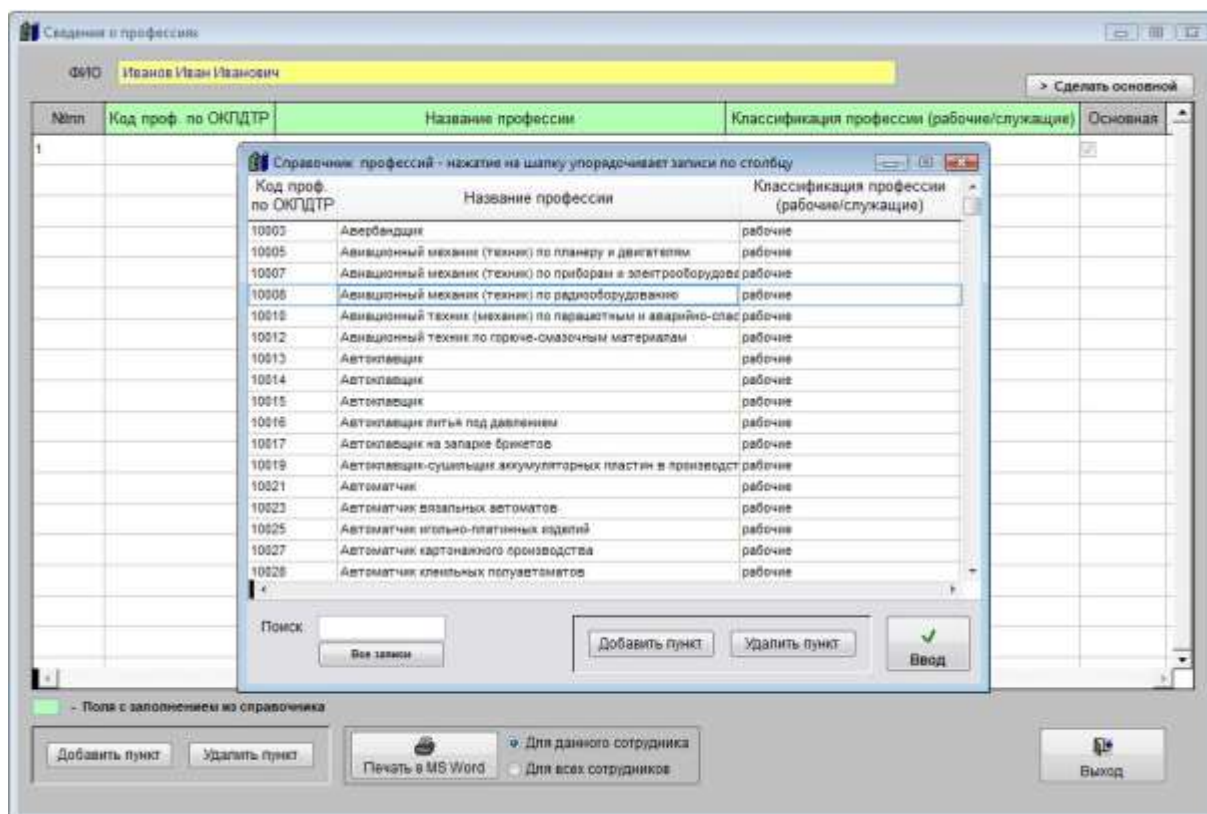 Сведения о профессиях
ФИО Иванов Иван Иванович
> Сделать основной
№пп Код проф. по ОКПДТР Название профессии Классификация профессии (рабочие/служащие) Основная
1
Справочник профессий - нажатие на шапку упорядочивает записи по столбцу
Код проф. по ОКПДТР Название профессии Классификация профессии (рабочие/служащие)
10003 Авербандщик рабочие
10005 Авиационный механик (техник) по планеру и двигателям рабочие
10007 Авиационный механик (техник) по приборам и электрооборудова рабочие
10008 Авиационный механик (техник) по радиооборудованию рабочие
10010 Авиационный техник (механик) по парашютным и аварийно-спас рабочие
10012 Авиационный техник по горюче-смазочным материалам рабочие
10013 Автоклавщик рабочие
10014 Автоклавщик рабочие
10015 Автоклавщик рабочие
10016 Автоклавщик литья под давлением рабочие
10017 Автоклавщик на запарке брикетов рабочие
10019 Автоклавщик-сушильщик аккумуляторных пластин в производст рабочие
10021 Автоматчик рабочие
10023 Автоматчик вязальных автоматов рабочие
10025 Автоматчик игольно-платинных изделий рабочие
10027 Автоматчик картонажного производства рабочие
10028 Автоматчик клеильных полуавтоматов рабочие
Поиск
Все записи
Добавить пункт Удалить пункт Ввод
- Поля с заполнением из справочника
Добавить пункт Удалить пункт
Печать в MS Word
Для данного сотрудника
Для всех сотрудников
Выход